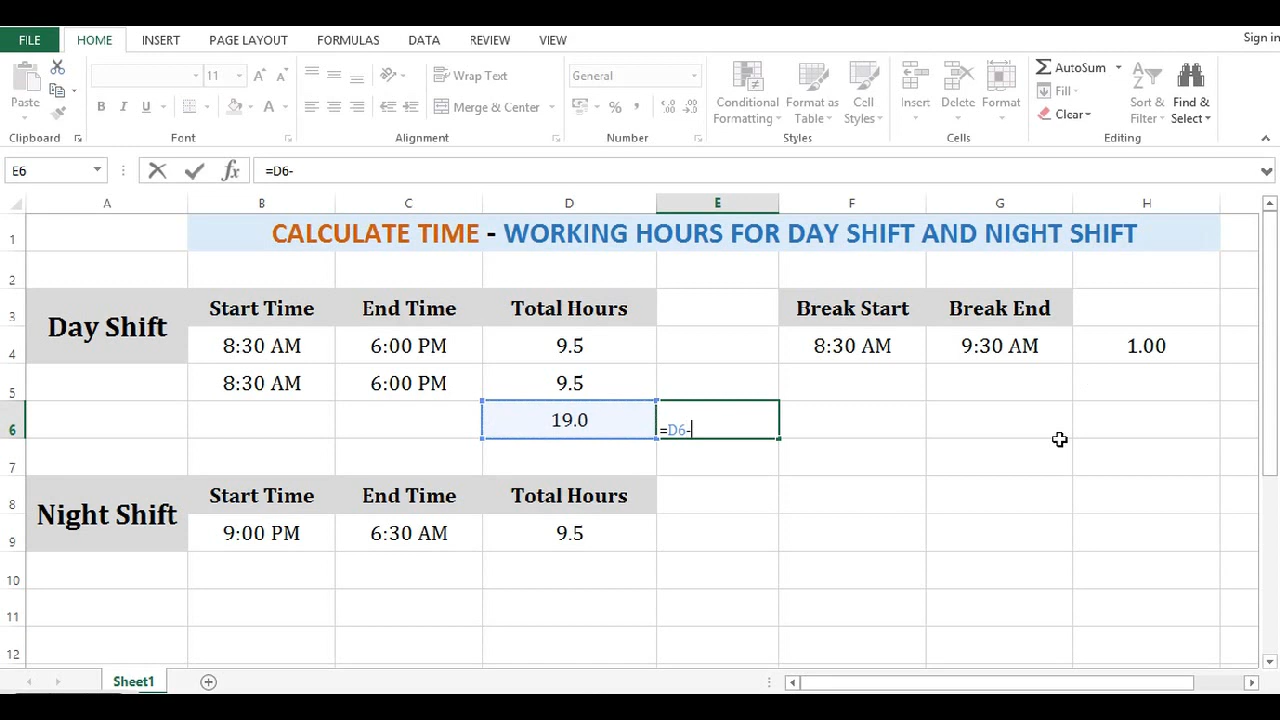 FILE HOME INSERT PAGE LAYOUT FORMULAS DATA REVIEW VIEW Sign in
11 A A Wrap Text General AutoSum
Paste B I U A Merge & Center % , Conditional Formatting Format as Table Cell Styles Insert Delete Format Fill Clear Sort & Filter Find & Select
Clipboard Font Alignment Number Styles Cells Editing
E6 fx =D6-
A B C D E F G H
1 CALCULATE TIME - WORKING HOURS FOR DAY SHIFT AND NIGHT SHIFT
2
3 Day Shift Start Time End Time Total Hours Break Start Break End
4 8:30 AM 6:00 PM 9.5 8:30 AM 9:30 AM 1.00
5 8:30 AM 6:00 PM 9.5
6 19.0 =D6-
7
8 Night Shift Start Time End Time Total Hours
9 9:00 PM 6:30 AM 9.5
10
11
12
Sheet1